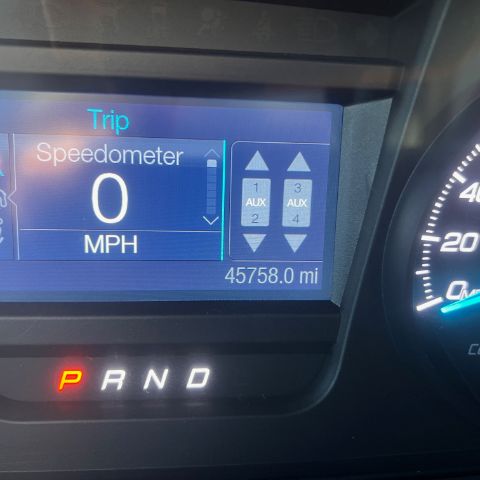 Trip
Speedometer
0
MPH
1 3
AUX AUX
2 4
45758.0 mi
P R N D
40
20
0